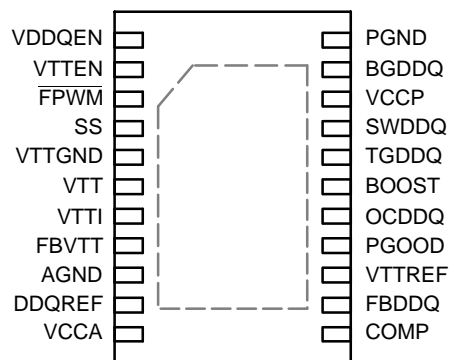 VDDQEN
VTTEN
FPWM
SS
VTTGND
VTT
VTTI
FBVTT
AGND
DDQREF
VCCA
PGND
BGDDQ
VCCP
SWDDQ
TGDDQ
BOOST
OCDDQ
PGOOD
VTTREF
FBDDQ
COMP